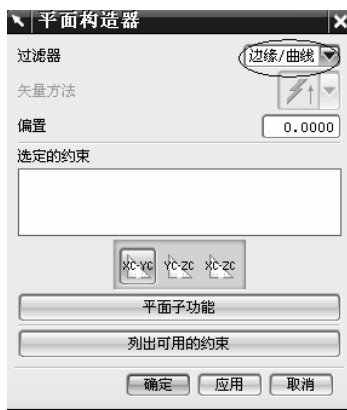 平面构造器
过滤器 边缘/曲线
矢量方法
偏置 0.0000
选定的约束
XC-YC YC-ZC XC-ZC
平面子功能
列出可用的约束
确定 应用 取消